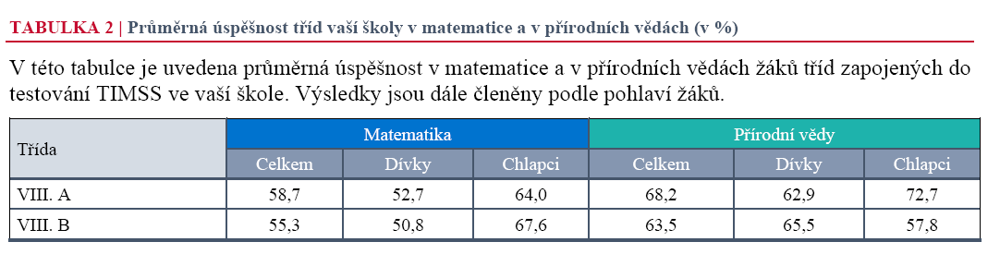 TABULKA 2 | Průměrná úspěšnost tříd vaší školy v matematice a v přírodních vědách (v %)
V této tabulce je uvedena průměrná úspěšnost v matematice a v přírodních vědách žáků tříd zapojených do
testování TIMSS ve vaší škole. Výsledky jsou dále členěny podle pohlaví žáků.
Třída Matematika Přírodní vědy
Celkem Dívky Chlapci Celkem Dívky Chlapci
VIII. A 58,7 52,7 64,0 68,2 62,9 72,7
VIII. B 55,3 50,8 67,6 63,5 65,5 57,8